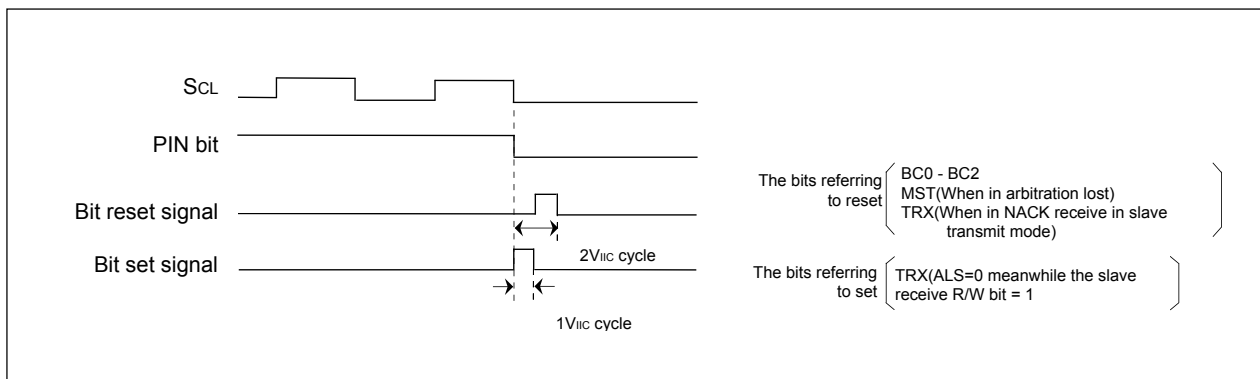 SCL
PIN bit
Bit reset signal
Bit set signal
2VIIC cycle
1VIIC cycle
The bits referring
to reset
BC0 - BC2
MST(When in arbitration lost)
TRX(When in NACK receive in slave
transmit mode)
The bits referring
to set
TRX(ALS=0 meanwhile the slave
receive R/W bit = 1